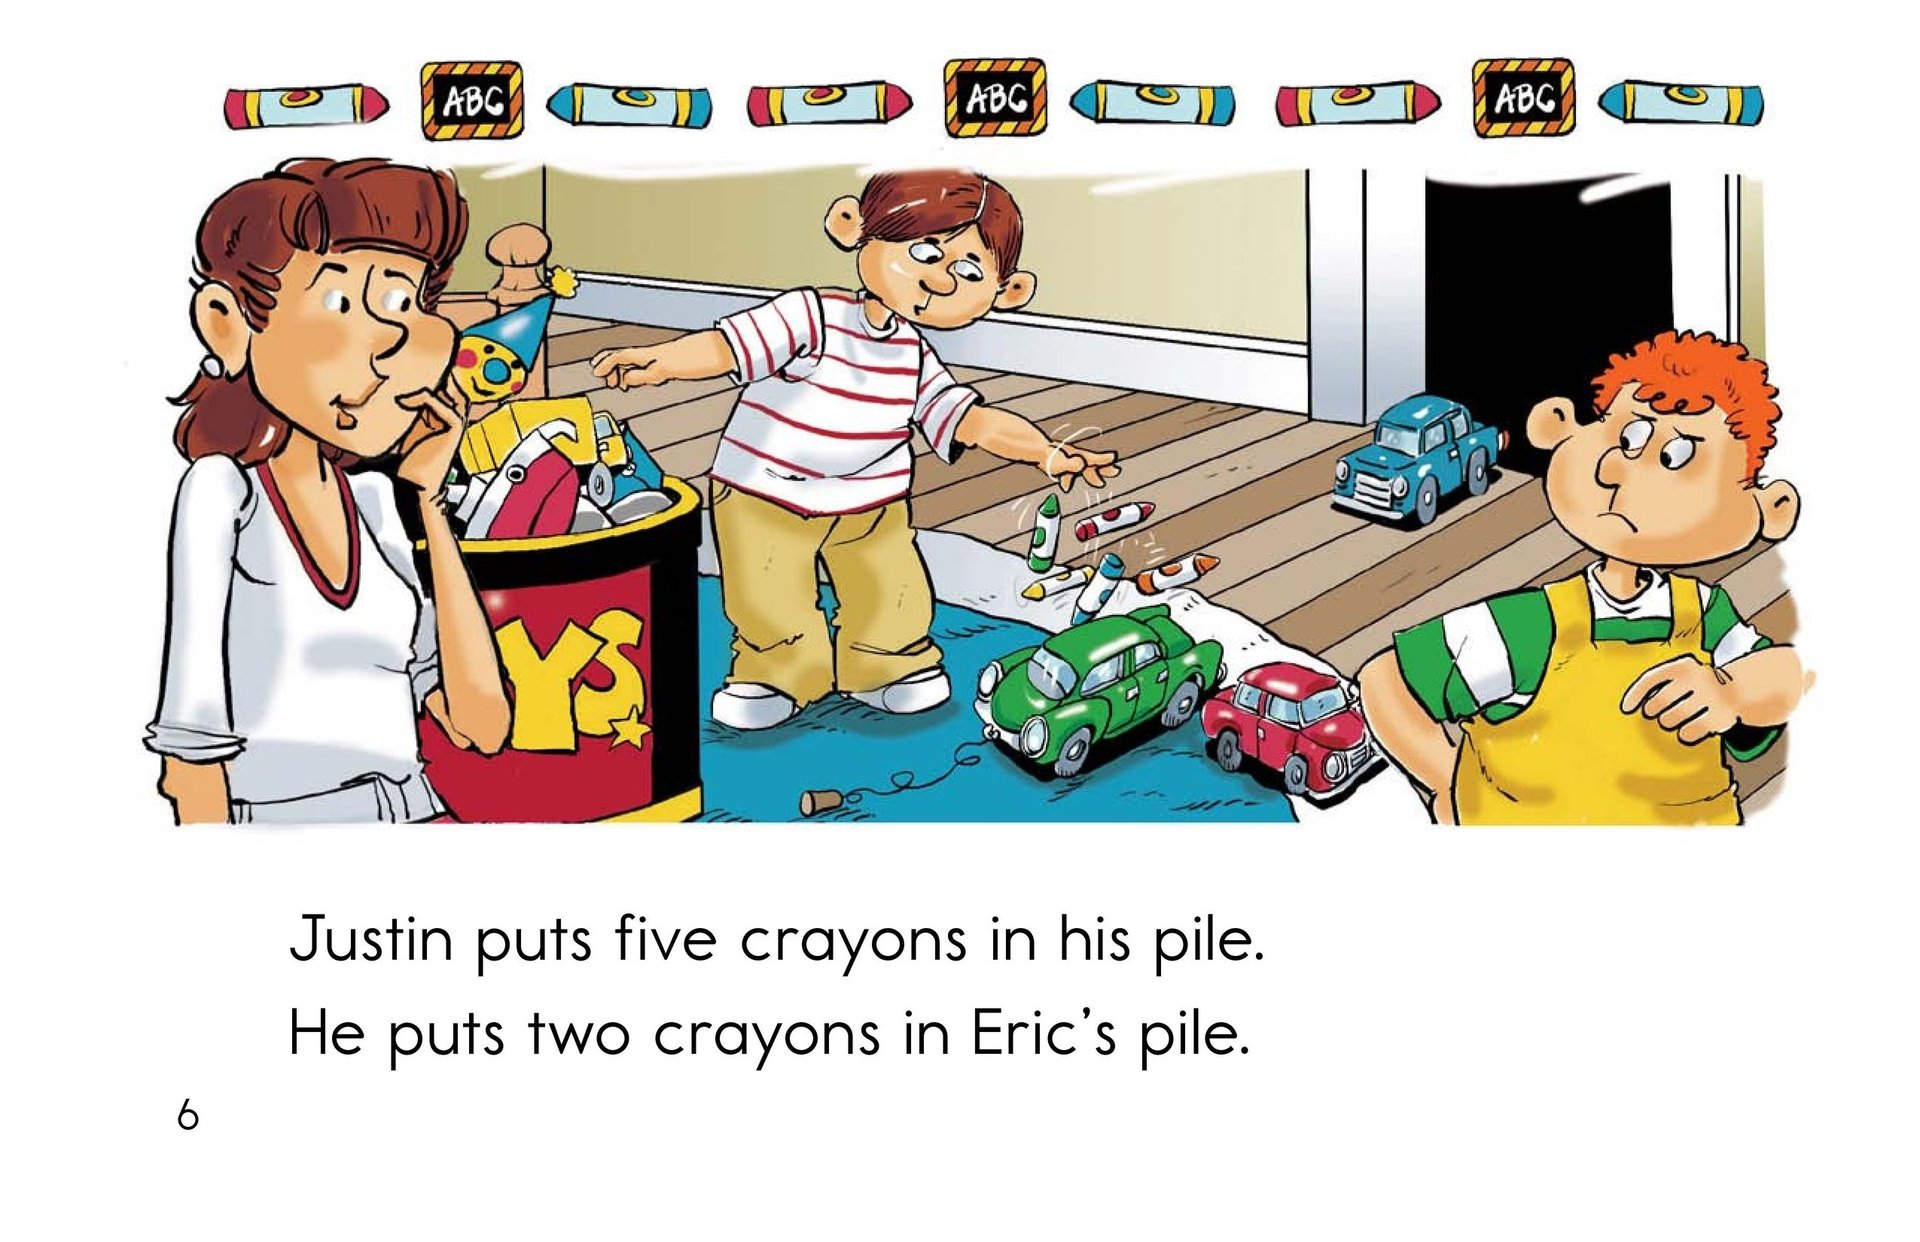 ABC ABC ABC
YS
Justin puts five crayons in his pile.
He puts two crayons in Eric's pile.
6